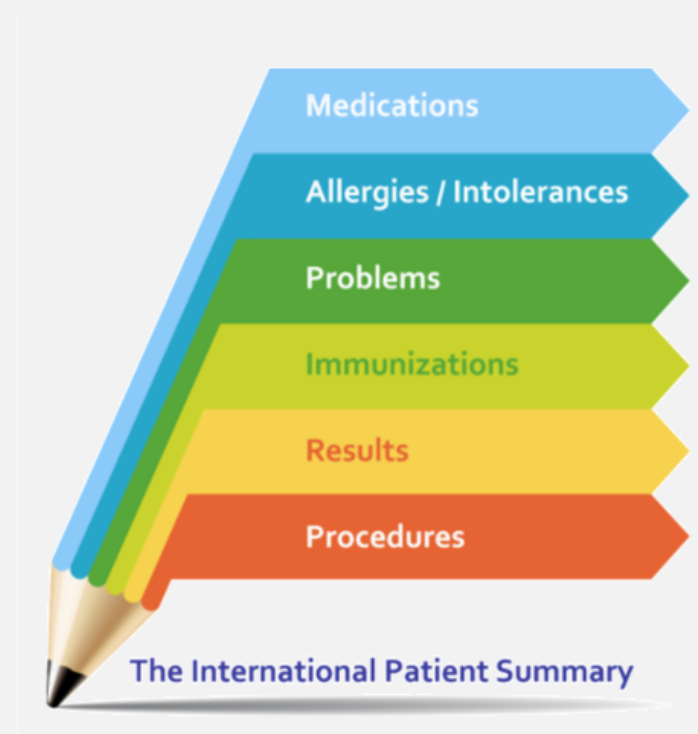 Medications
Allergies / Intolerances
Problems
Immunizations
Results
Procedures
The International Patient Summary